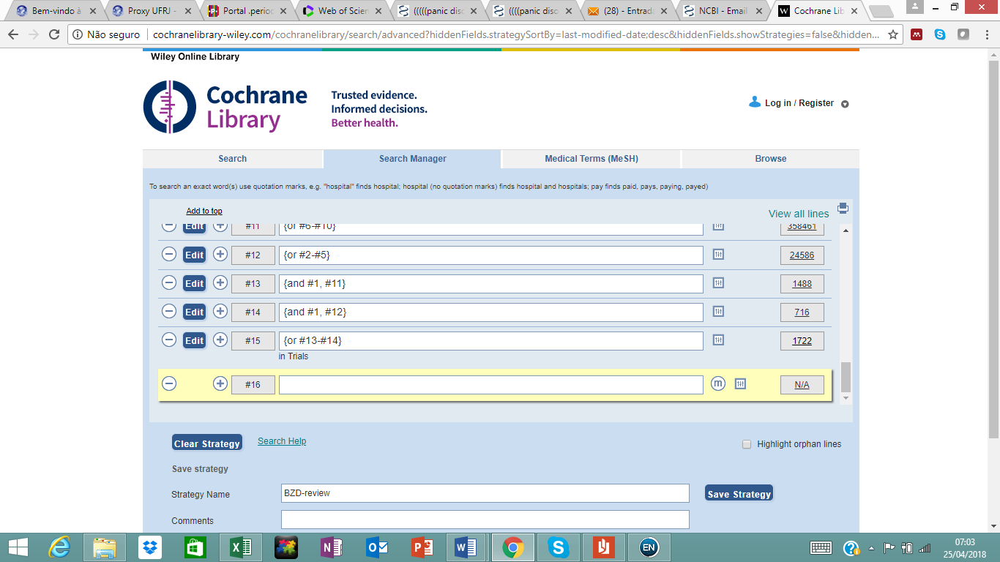 Bem-vindo à
Proxy UFRJ -
Portal .period
Web of Scien
(((((panic diso
((((panic diso
(28) - Entrada
NCBI - Email
Cochrane Lib
Não seguro
cochranelibrary-wiley.com/cochranelibrary/search/advanced?hiddenFields.strategySortBy=last-modified-date;desc&hiddenFields.showStrategies=false&hidden...
Wiley Online Library
Cochrane
Library
Trusted evidence.
Informed decisions.
Better health.
Log in / Register
Search
Search Manager
Medical Terms (MeSH)
Browse
To search an exact word(s) use quotation marks, e.g. "hospital" finds hospital; hospital (no quotation marks) finds hospital and hospitals; pay finds paid, pays, paying, payed)
Add to top
View all lines
Edit #11 {or #6-#10} 358461
Edit #12 {or #2-#5} 24586
Edit #13 {and #1, #11} 1488
Edit #14 {and #1, #12} 716
Edit #15 {or #13-#14} 1722
in Trials
#16 m N/A
Clear Strategy
Search Help
Highlight orphan lines
Save strategy
Strategy Name BZD-review Save Strategy
Comments
EN
07:03
25/04/2018